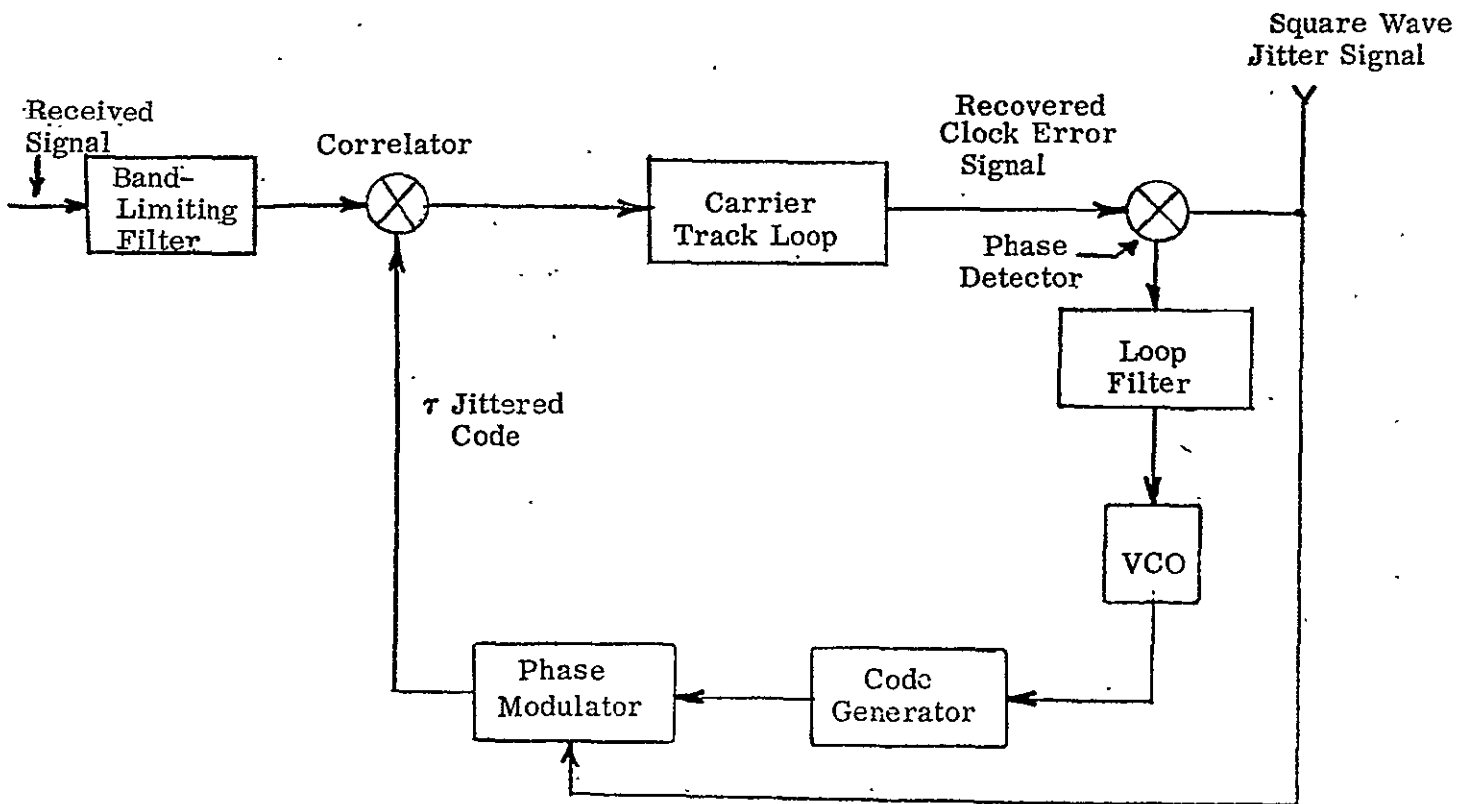 Square Wave
Jitter Signal
Received
Signal
Correlator
Recovered
Clock Error
Signal
Band-
Limiting
Filter
Carrier
Track Loop
Phase
Detector
Loop
Filter
τ Jittered
Code
VCO
Phase
Modulator
Code
Generator